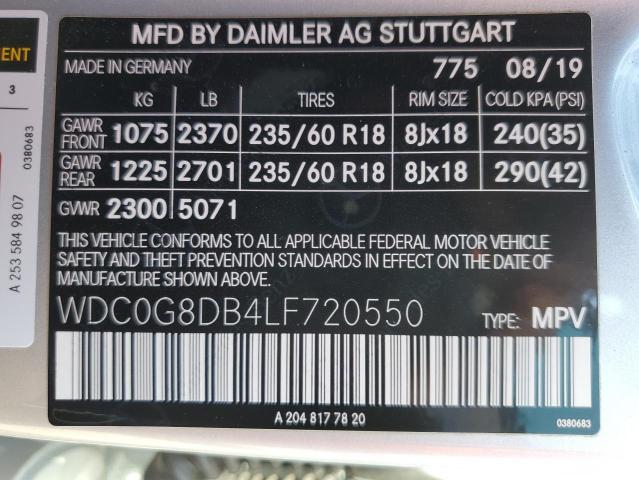 MFD BY DAIMLER AG STUTTGART
MADE IN GERMANY 775 08/19
KG LB TIRES RIM SIZE COLD KPA (PSI)
GAWR FRONT 1075 2370 235/60 R18 8Jx18 240(35)
GAWR REAR 1225 2701 235/60 R18 8Jx18 290(42)
GVWR 2300 5071
THIS VEHICLE CONFORMS TO ALL APPLICABLE FEDERAL MOTOR VEHICLE
SAFETY AND THEFT PREVENTION STANDARDS IN EFFECT ON THE DATE
OF MANUFACTURE SHOWN ABOVE.
WDC0G8DB4LF720550 TYPE: MPV
A 204 817 78 20
0380683
3
0380683
A 253 584 98 07